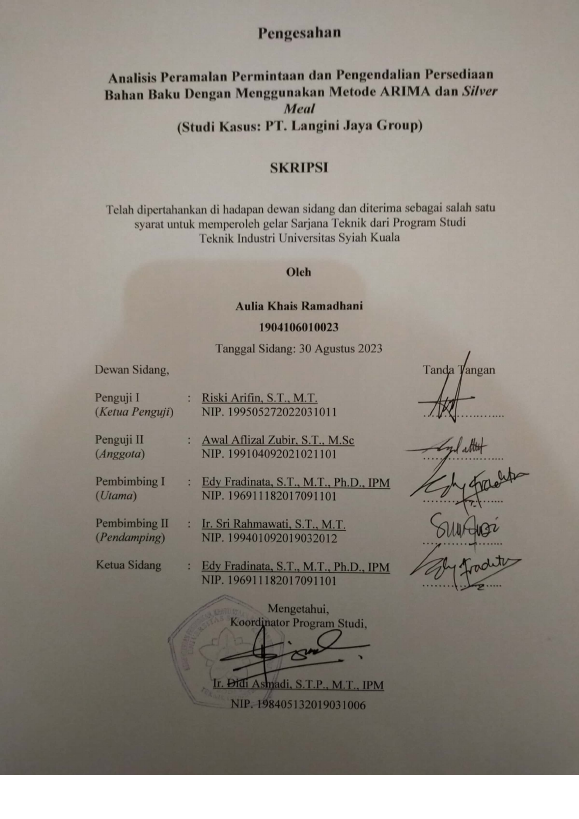 Pengesahan
Analisis Peramalan Permintaan dan Pengendalian Persediaan
Bahan Baku Dengan Menggunakan Metode ARIMA dan Silver
Meal
(Studi Kasus: PT. Langini Jaya Group)
SKRIPSI
Telah dipertahankan di hadapan dewan sidang dan diterima sebagai salah satu
syarat untuk memperoleh gelar Sarjana Teknik dari Program Studi
Teknik Industri Universitas Syiah Kuala
Oleh
Aulia Khais Ramadhani
1904106010023
Tanggal Sidang: 30 Agustus 2023
Dewan Sidang, Tanda Tangan
Penguji I : Riski Arifin, S.T., M.T.
(Ketua Penguji) NIP. 199505272022031011
Penguji II : Awal Aflizal Zubir, S.T., M.Sc
(Anggota) NIP. 199104092021021101
Pembimbing I : Edy Fradinata, S.T., M.T., Ph.D., IPM
(Utama) NIP. 196911182017091101
Pembimbing II : Ir. Sri Rahmawati, S.T., M.T.
(Pendamping) NIP. 199401092019032012
Ketua Sidang : Edy Fradinata, S.T., M.T., Ph.D., IPM
NIP. 196911182017091101
Mengetahui,
Koordinator Program Studi,
Ir. Didi Asmadi, S.T.P., M.T., IPM
NIP. 198405132019031006